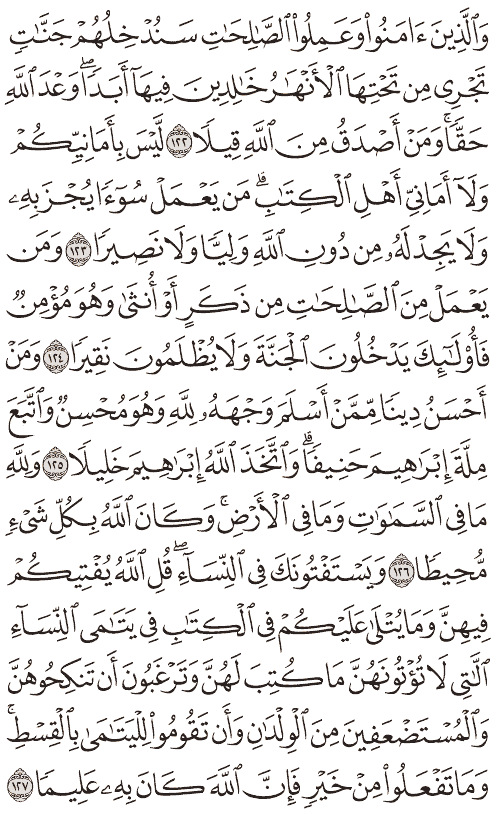 وَٱلَّذِينَ ءَامَنُوا۟ وَعَمِلُوا۟ ٱلصَّـٰلِحَـٰتِ سَنُدْخِلُهُمْ جَنَّـٰتٍ
تَجْرِى مِن تَحْتِهَا ٱلْأَنْهَـٰرُ خَـٰلِدِينَ فِيهَآ أَبَدًا ۖ وَعْدَ ٱللَّهِ
حَقًّا ۚ وَمَنْ أَصْدَقُ مِنَ ٱللَّهِ قِيلًا ١٢٢ لَّيْسَ بِأَمَانِيِّكُمْ
وَلَآ أَمَانِىِّ أَهْلِ ٱلْكِتَـٰبِ ۗ مَن يَعْمَلْ سُوٓءًا يُجْزَ بِهِۦ
وَلَا يَجِدْ لَهُۥ مِن دُونِ ٱللَّهِ وَلِيًّا وَلَا نَصِيرًا ١٢٣ وَمَن
يَعْمَلْ مِنَ ٱلصَّـٰلِحَـٰتِ مِن ذَكَرٍ أَوْ أُنثَىٰ وَهُوَ مُؤْمِنٌ
فَأُو۟لَـٰٓئِكَ يَدْخُلُونَ ٱلْجَنَّةَ وَلَا يُظْلَمُونَ نَقِيرًا ١٢٤ وَمَنْ
أَحْسَنُ دِينًا مِّمَّنْ أَسْلَمَ وَجْهَهُۥ لِلَّهِ وَهُوَ مُحْسِنٌ وَٱتَّبَعَ
مِلَّةَ إِبْرَٰهِيمَ حَنِيفًا ۗ وَٱتَّخَذَ ٱللَّهُ إِبْرَٰهِيمَ خَلِيلًا ١٢٥ وَلِلَّهِ
مَا فِى ٱلسَّمَـٰوَٰتِ وَمَا فِى ٱلْأَرْضِ ۚ وَكَانَ ٱللَّهُ بِكُلِّ شَىْءٍ
مُّحِيطًا ١٢٦ وَيَسْتَفْتُونَكَ فِى ٱلنِّسَآءِ ۖ قُلِ ٱللَّهُ يُفْتِيكُمْ
فِيهِنَّ وَمَا يُتْلَىٰ عَلَيْكُمْ فِى ٱلْكِتَـٰبِ فِى يَتَـٰمَى ٱلنِّسَآءِ
ٱلَّـٰتِى لَا تُؤْتُونَهُنَّ مَا كُتِبَ لَهُنَّ وَتَرْغَبُونَ أَن تَنكِحُوهُنَّ
وَٱلْمُسْتَضْعَفِينَ مِنَ ٱلْوِلْدَٰنِ وَأَن تَقُومُوا۟ لِلْيَتَـٰمَىٰ بِٱلْقِسْطِ ۚ
وَمَا تَفْعَلُوا۟ مِنْ خَيْرٍ فَإِنَّ ٱللَّهَ كَانَ بِهِۦ عَلِيمًا ١٢٧